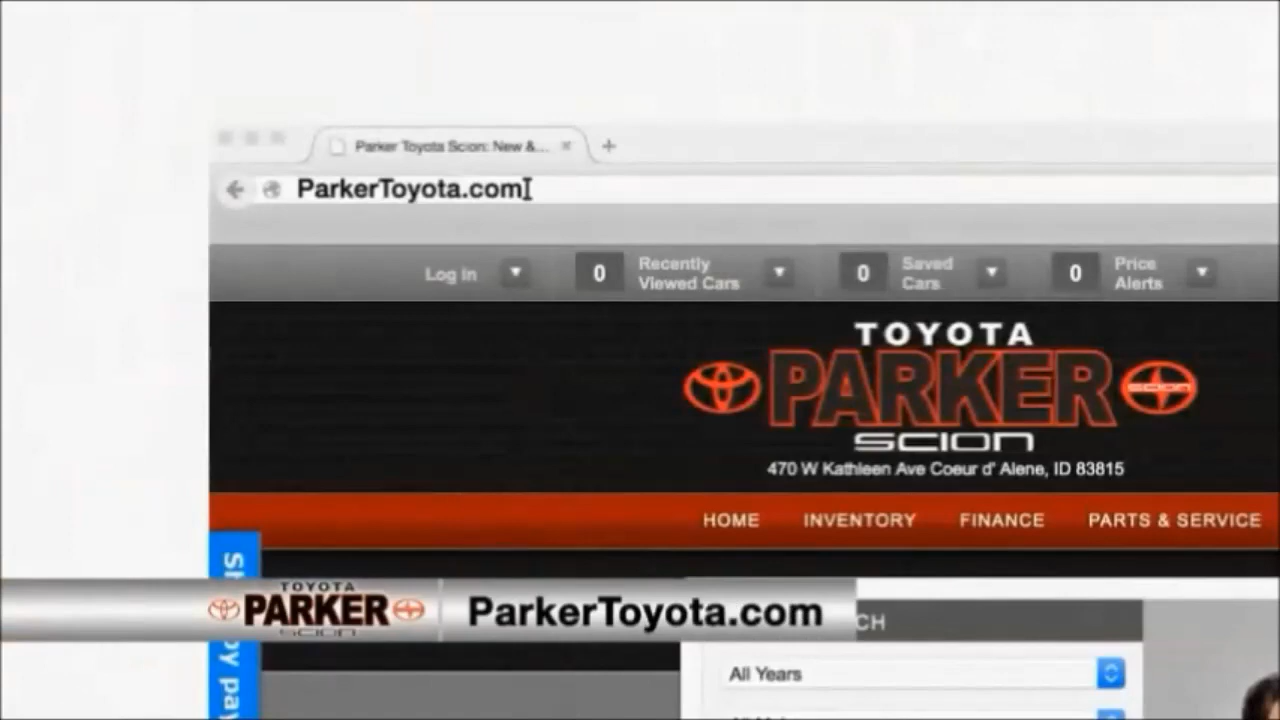 Parker Toyota Scion: New &...
ParkerToyota.com
Log in
0
Recently
Viewed Cars
0
Saved
Cars
0
Price
Alerts
TOYOTA
PARKER
SCION
SCION
470 W Kathleen Ave Coeur d' Alene, ID 83815
HOME INVENTORY FINANCE PARTS & SERVICE
TOYOTA
PARKER
SCION
ParkerToyota.com
All Years